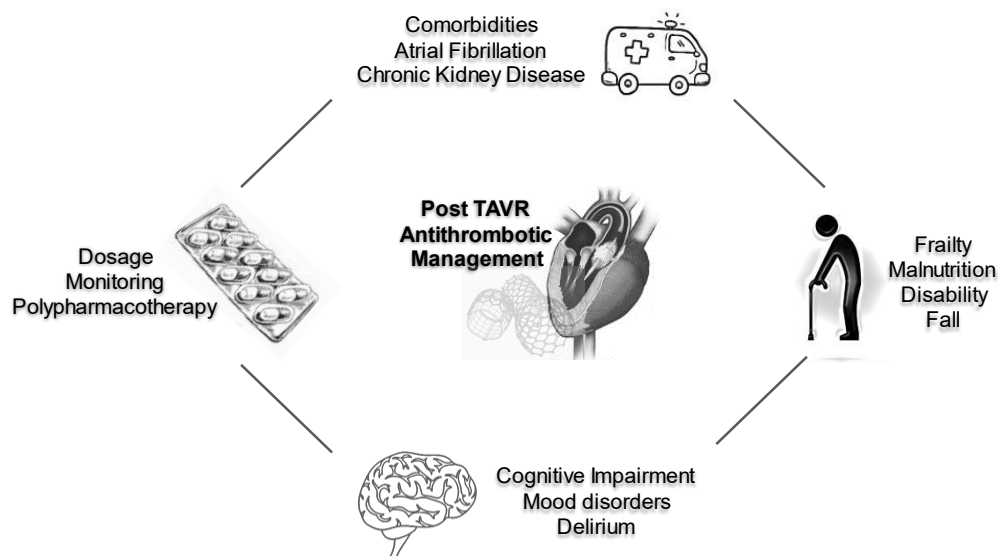 Comorbidities
Atrial Fibrillation
Chronic Kidney Disease
Post TAVR
Antithrombotic
Management
Dosage
Monitoring
Polypharmacotherapy
Frailty
Malnutrition
Disability
Fall
Cognitive Impairment
Mood disorders
Delirium